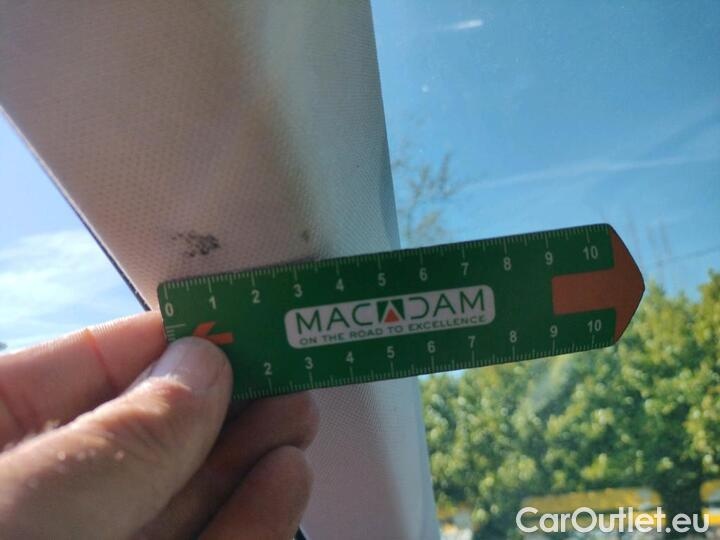 0 1 2 3 4 5 6 7 8 9 10
MACADAM
ON THE ROAD TO EXCELLENCE
2 3 4 5 6 7 8 9 10
CarOutlet.eu